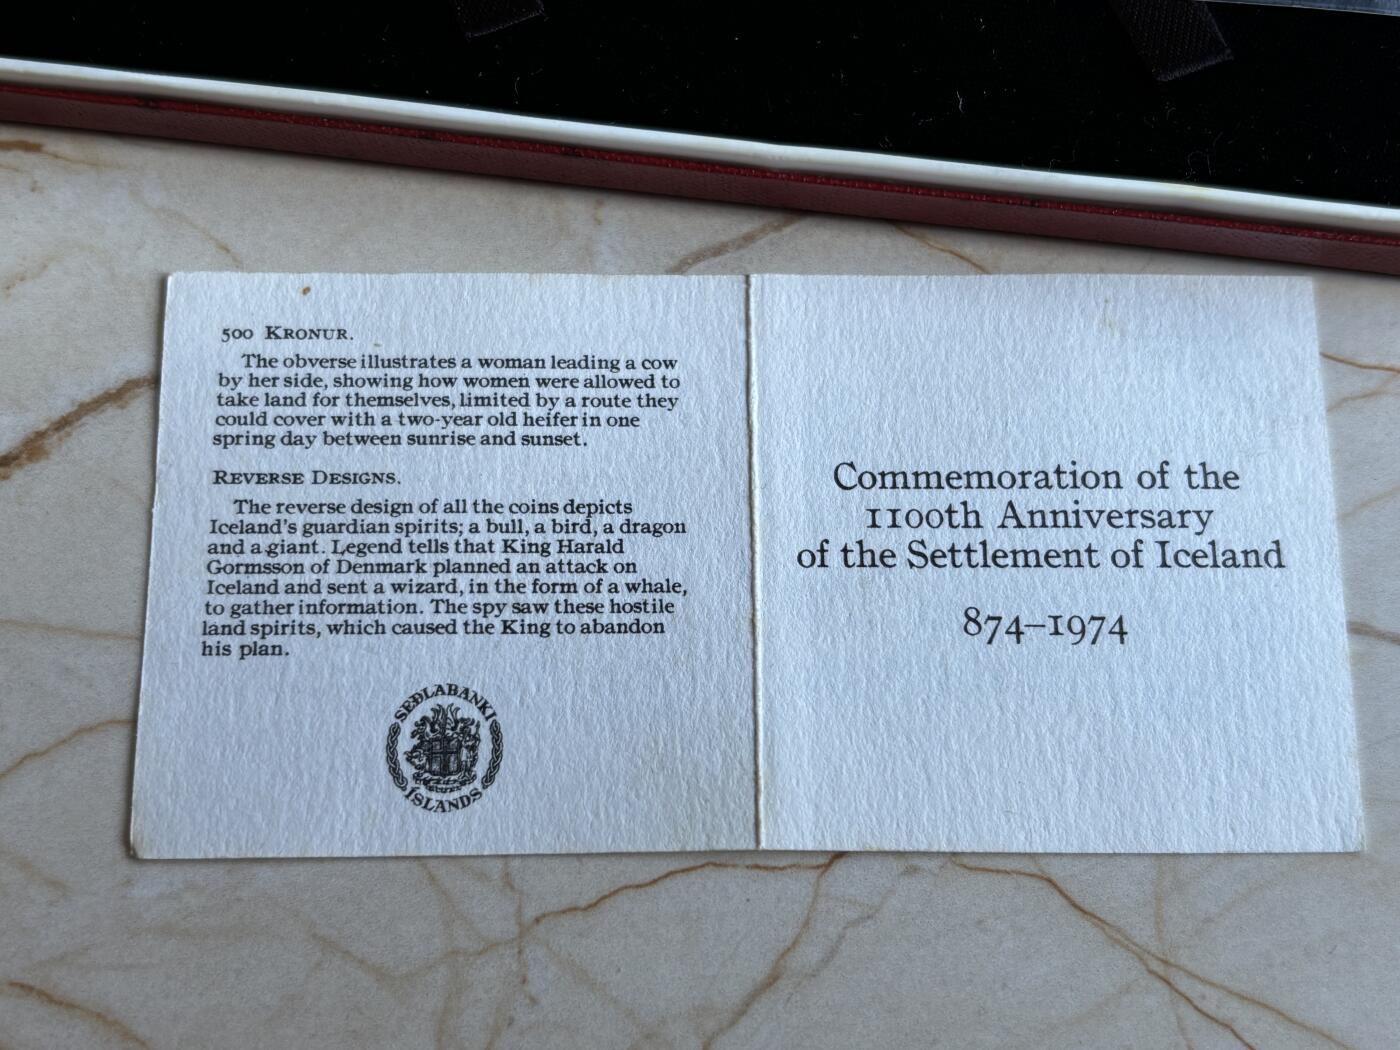 500 KRONUR.
The obverse illustrates a woman leading a cow
by her side, showing how women were allowed to
take land for themselves, limited by a route they
could cover with a two-year old heifer in one
spring day between sunrise and sunset.
REVERSE DESIGNS.
The reverse design of all the coins depicts
Iceland's guardian spirits; a bull, a bird, a dragon
and a giant. Legend tells that King Harald
Gormsson of Denmark planned an attack on
Iceland and sent a wizard, in the form of a whale,
to gather information. The spy saw these hostile
land spirits, which caused the King to abandon
his plan.
SEÐLABANKI
ÍSLANDS
Commemoration of the
1100th Anniversary
of the Settlement of Iceland
874–1974